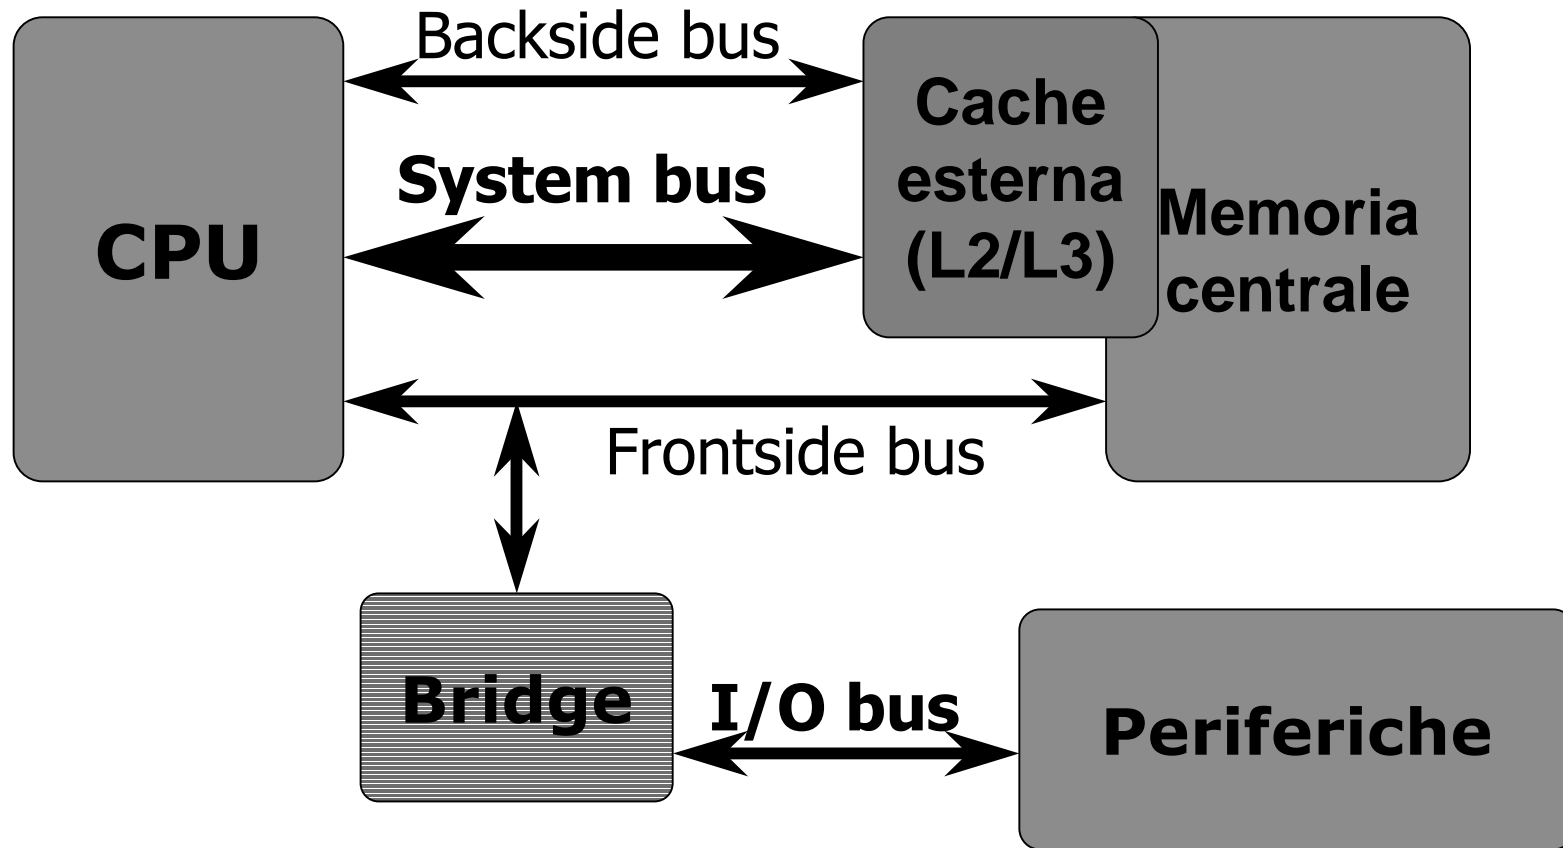 Backside bus
System bus
CPU
Cache
esterna
(L2/L3)
Memoria
centrale
Frontside bus
Bridge
I/O bus
Periferiche